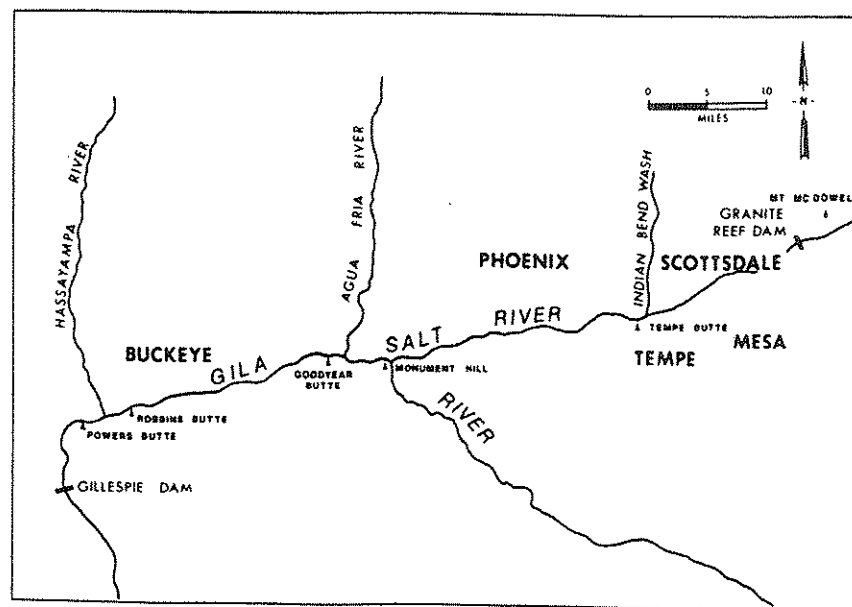 0 5 10
MILES
N
HASSAYAMPA RIVER
AGUA FRIA RIVER
INDIAN BEND WASH
MT MCDOWELL
GRANITE
REEF DAM
PHOENIX
SCOTTSDALE
BUCKEYE
GILA
SALT
RIVER
GOODYEAR
BUTTE
MONUMENT HILL
TEMPE BUTTE
TEMPE
MESA
RIVER
ROBBINS BUTTE
POWERS BUTTE
GILLESPIE DAM